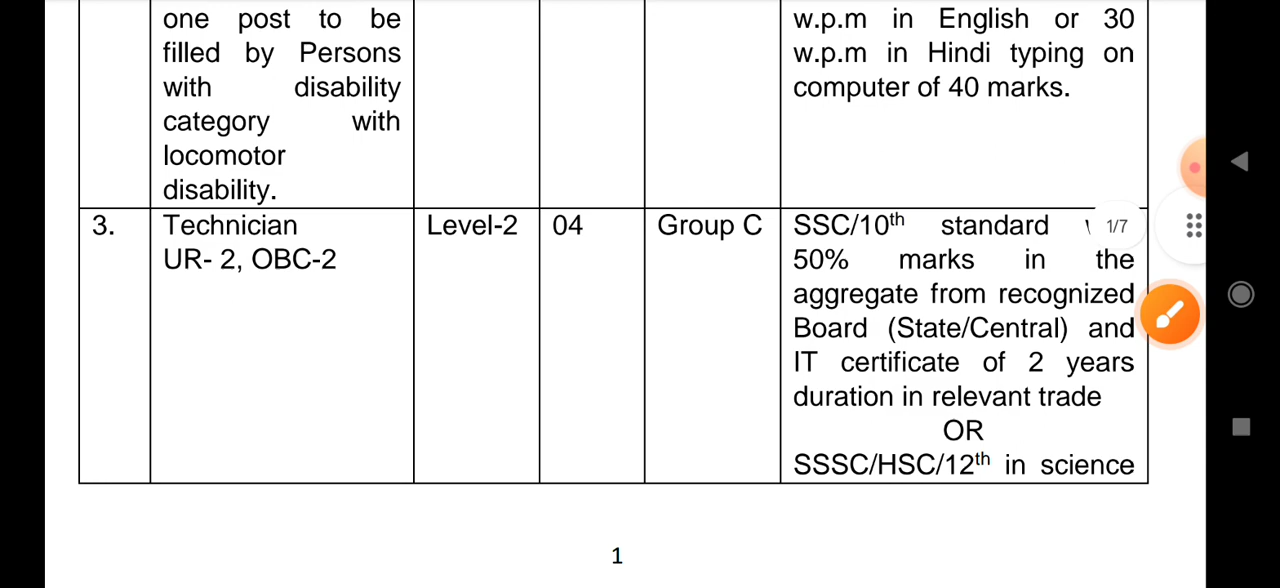 one post to be
filled by Persons
with disability
category with
locomotor
disability.
w.p.m in English or 30
w.p.m in Hindi typing on
computer of 40 marks.
3.
Technician
UR- 2, OBC-2
Level-2
04
Group C
SSC/10th standard
50% marks in the
aggregate from recognized
Board (State/Central) and
IT certificate of 2 years
duration in relevant trade
OR
SSSC/HSC/12th in science
1/7
1